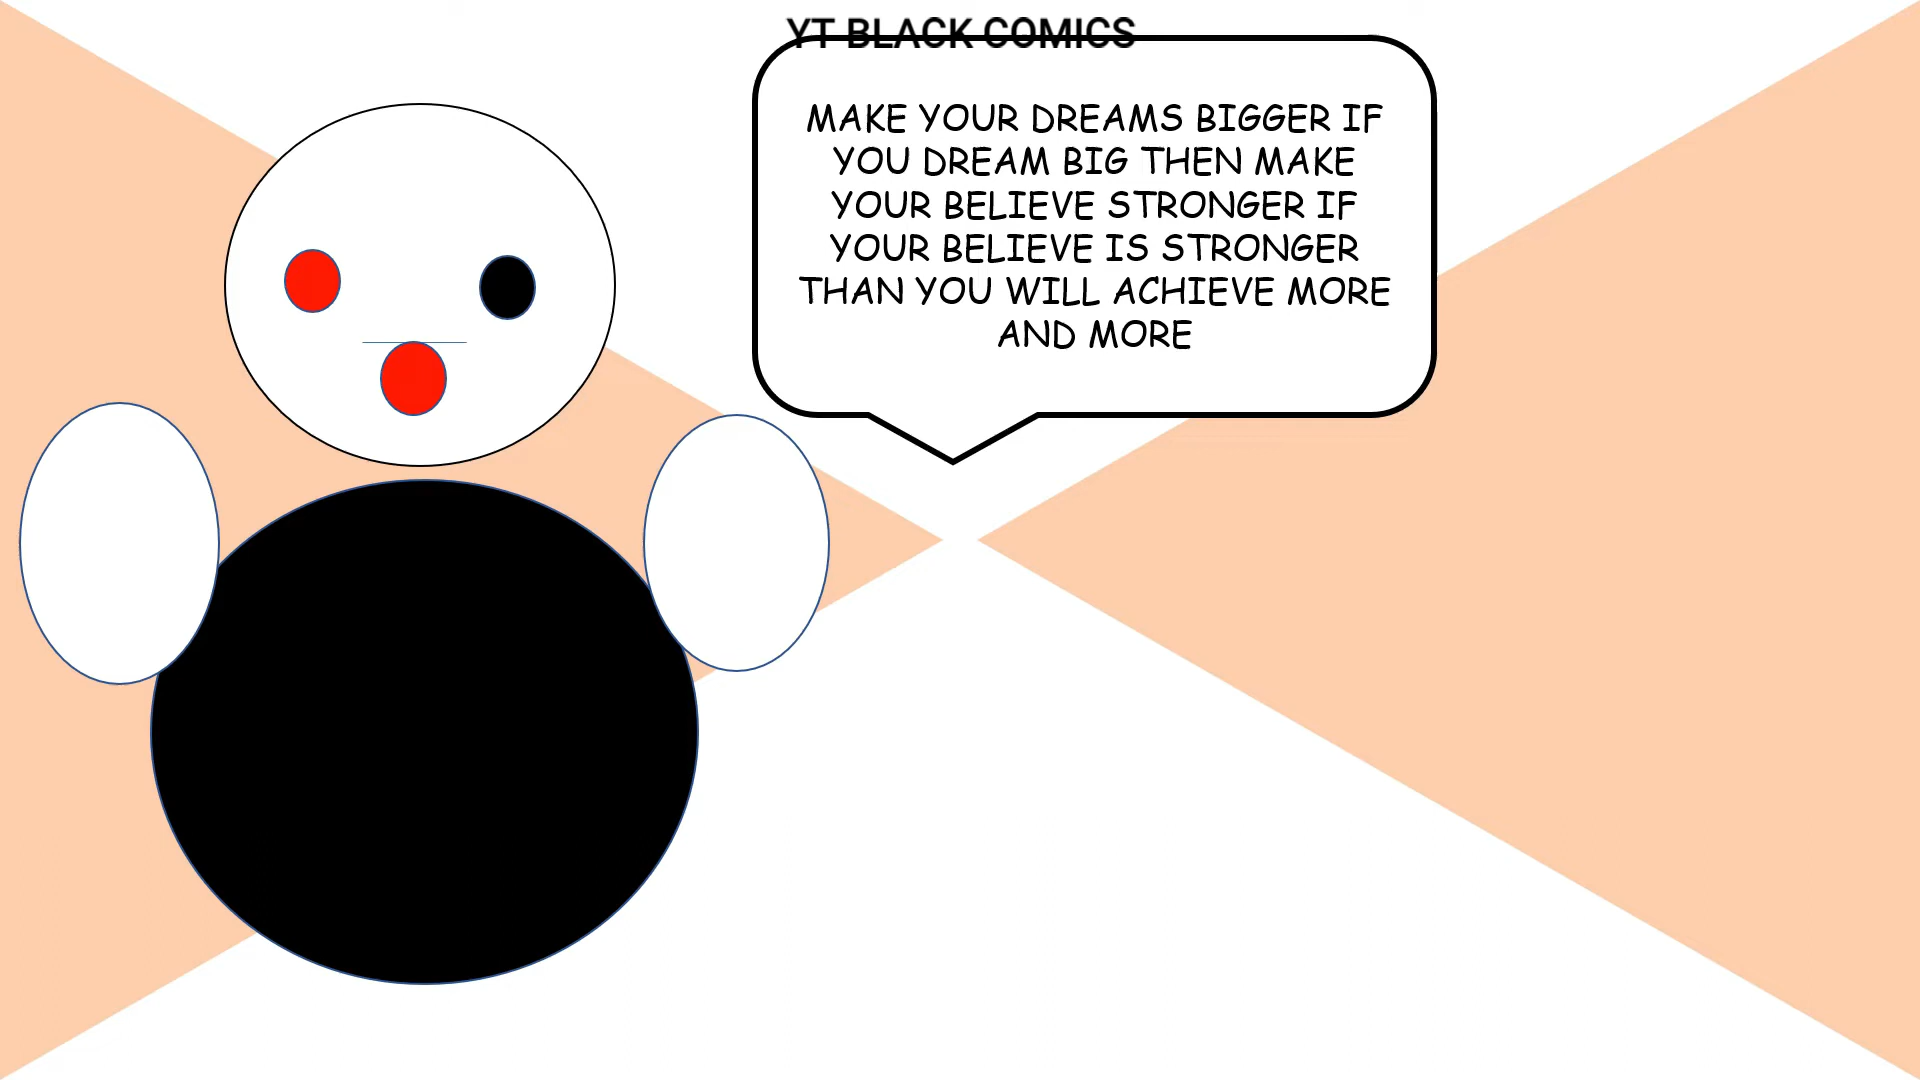 YT BLACK COMICS
MAKE YOUR DREAMS BIGGER IF
YOU DREAM BIG THEN MAKE
YOUR BELIEVE STRONGER IF
YOUR BELIEVE IS STRONGER
THAN YOU WILL ACHIEVE MORE
AND MORE